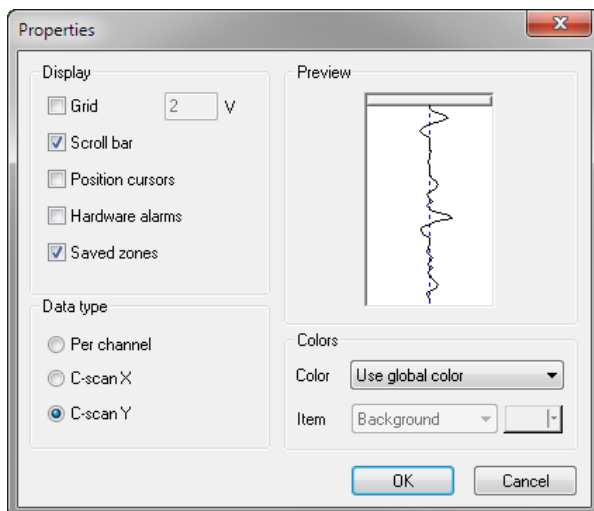 Properties
Display
Grid 2 V
Scroll bar
Position cursors
Hardware alarms
Saved zones
Preview
Data type
Per channel
C-scan X
C-scan Y
Colors
Color Use global color
Item Background
OK Cancel